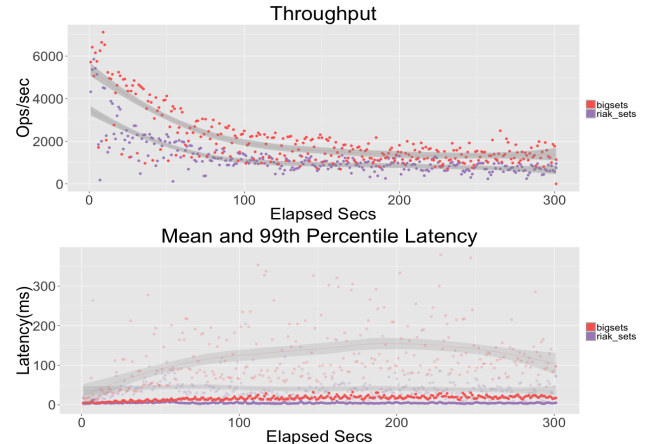 Throughput
6000
4000
2000
0
Ops/sec
0 100 200 300
Elapsed Secs
bigsets
riak_sets
Mean and 99th Percentile Latency
300
200
100
0
Latency(ms)
0 100 200 300
Elapsed Secs
bigsets
riak_sets